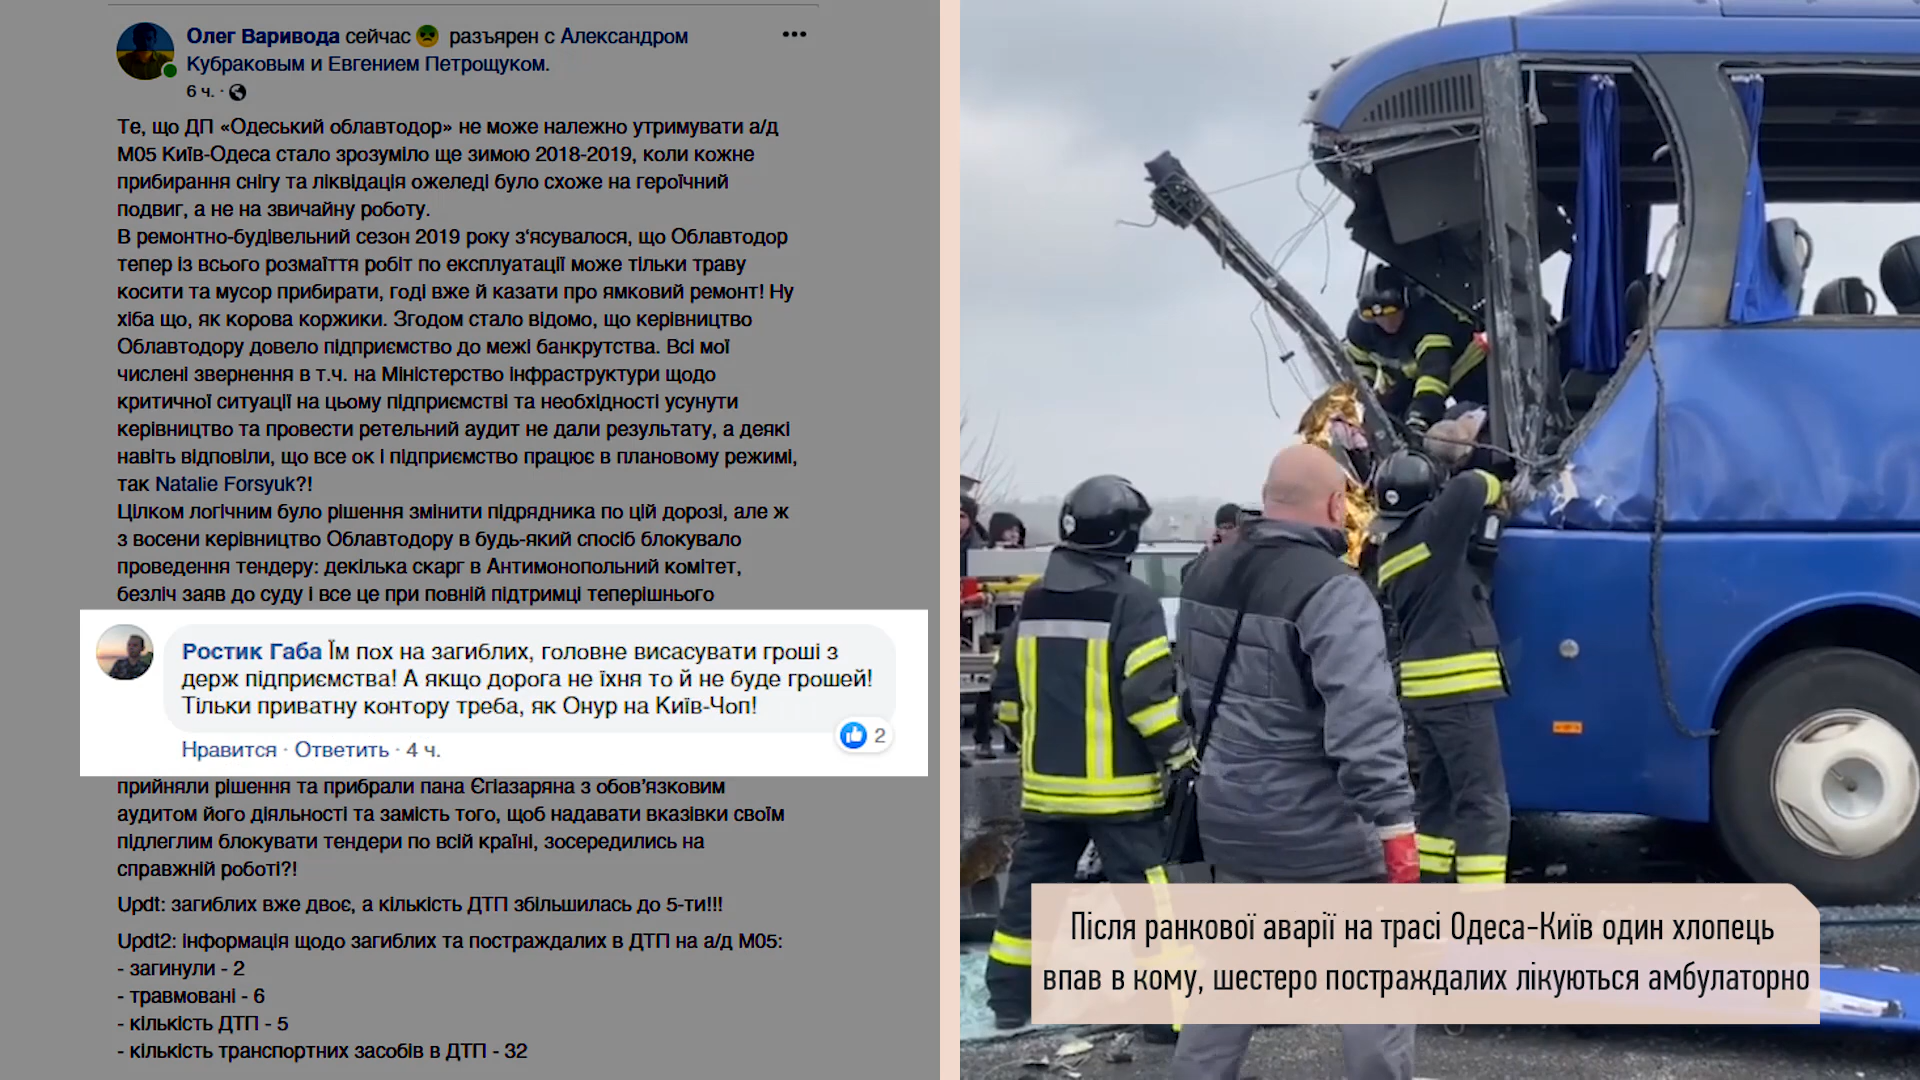 Олег Варивода сейчас разъярен с Александром
Кубраковым и Евгением Петрощуком.
6 ч. ·
Те, що ДП «Одеський облавтодор» не може належно утримувати а/д
М05 Київ-Одеса стало зрозуміло ще зимою 2018-2019, коли кожне
прибирання снігу та ліквідація ожеледі було схоже на героїчний
подвиг, а не на звичайну роботу.
В ремонтно-будівельний сезон 2019 року з‘ясувалося, що Облавтодор
тепер із всього розмаїття робіт по експлуатації може тільки траву
косити та мусор прибирати, годі вже й казати про ямковий ремонт! Ну
хіба що, як корова коржики. Згодом стало відомо, що керівництво
Облавтодору довело підприємство до межі банкрутства. Всі мої
числені звернення в т.ч. на Міністерство інфраструктури щодо
критичної ситуації на цьому підприємстві та необхідності усунути
керівництво та провести ретельний аудит не дали результату, а деякі
навіть відповіли, що все ок і підприємство працює в плановому режимі,
так Natalie Forsyuk?!
Цілком логічним було рішення змінити підрядника по цій дорозі, але ж
з восени керівництво Облавтодору в будь-який спосіб блокувало
проведення тендеру: декілька скарг в Антимонопольний комітет,
безліч заяв до суду і все це при повній підтримці теперішнього
Ростик Габа Їм пох на загиблих, головне висасувати гроші з
держ підприємства! А якщо дорога не їхня то й не буде грошей!
Тільки приватну контору треба, як Онур на Київ-Чоп!
2
Нравится · Ответить · 4 ч.
прийняли рішення та прибрали пана Єгіазаряна з обов’язковим
аудитом його діяльності та замість того, щоб надавати вказівки своїм
підлеглим блокувати тендери по всій країні, зосередились на
справжній роботі?!
Updt: загиблих вже двоє, а кількість ДТП збільшилась до 5-ти!!!
Updt2: інформація щодо загиблих та постраждалих в ДТП на а/д М05:
- загинули - 2
- травмовані - 6
- кількість ДТП - 5
- кількість транспортних засобів в ДТП - 32
Після ранкової аварії на трасі Одеса-Київ один хлопець
впав в кому, шестеро постраждалих лікуються амбулаторно